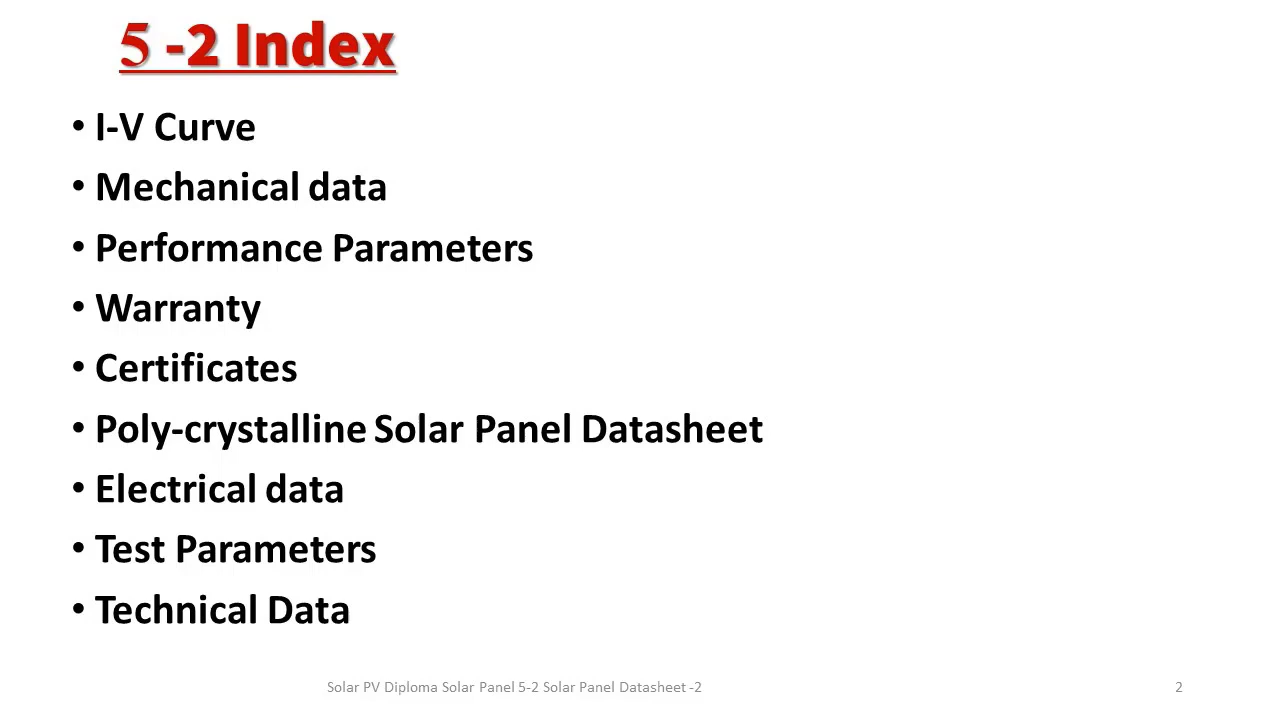 5 -2 Index
• I-V Curve
• Mechanical data
• Performance Parameters
• Warranty
• Certificates
• Poly-crystalline Solar Panel Datasheet
• Electrical data
• Test Parameters
• Technical Data
Solar PV Diploma Solar Panel 5-2 Solar Panel Datasheet -2
2